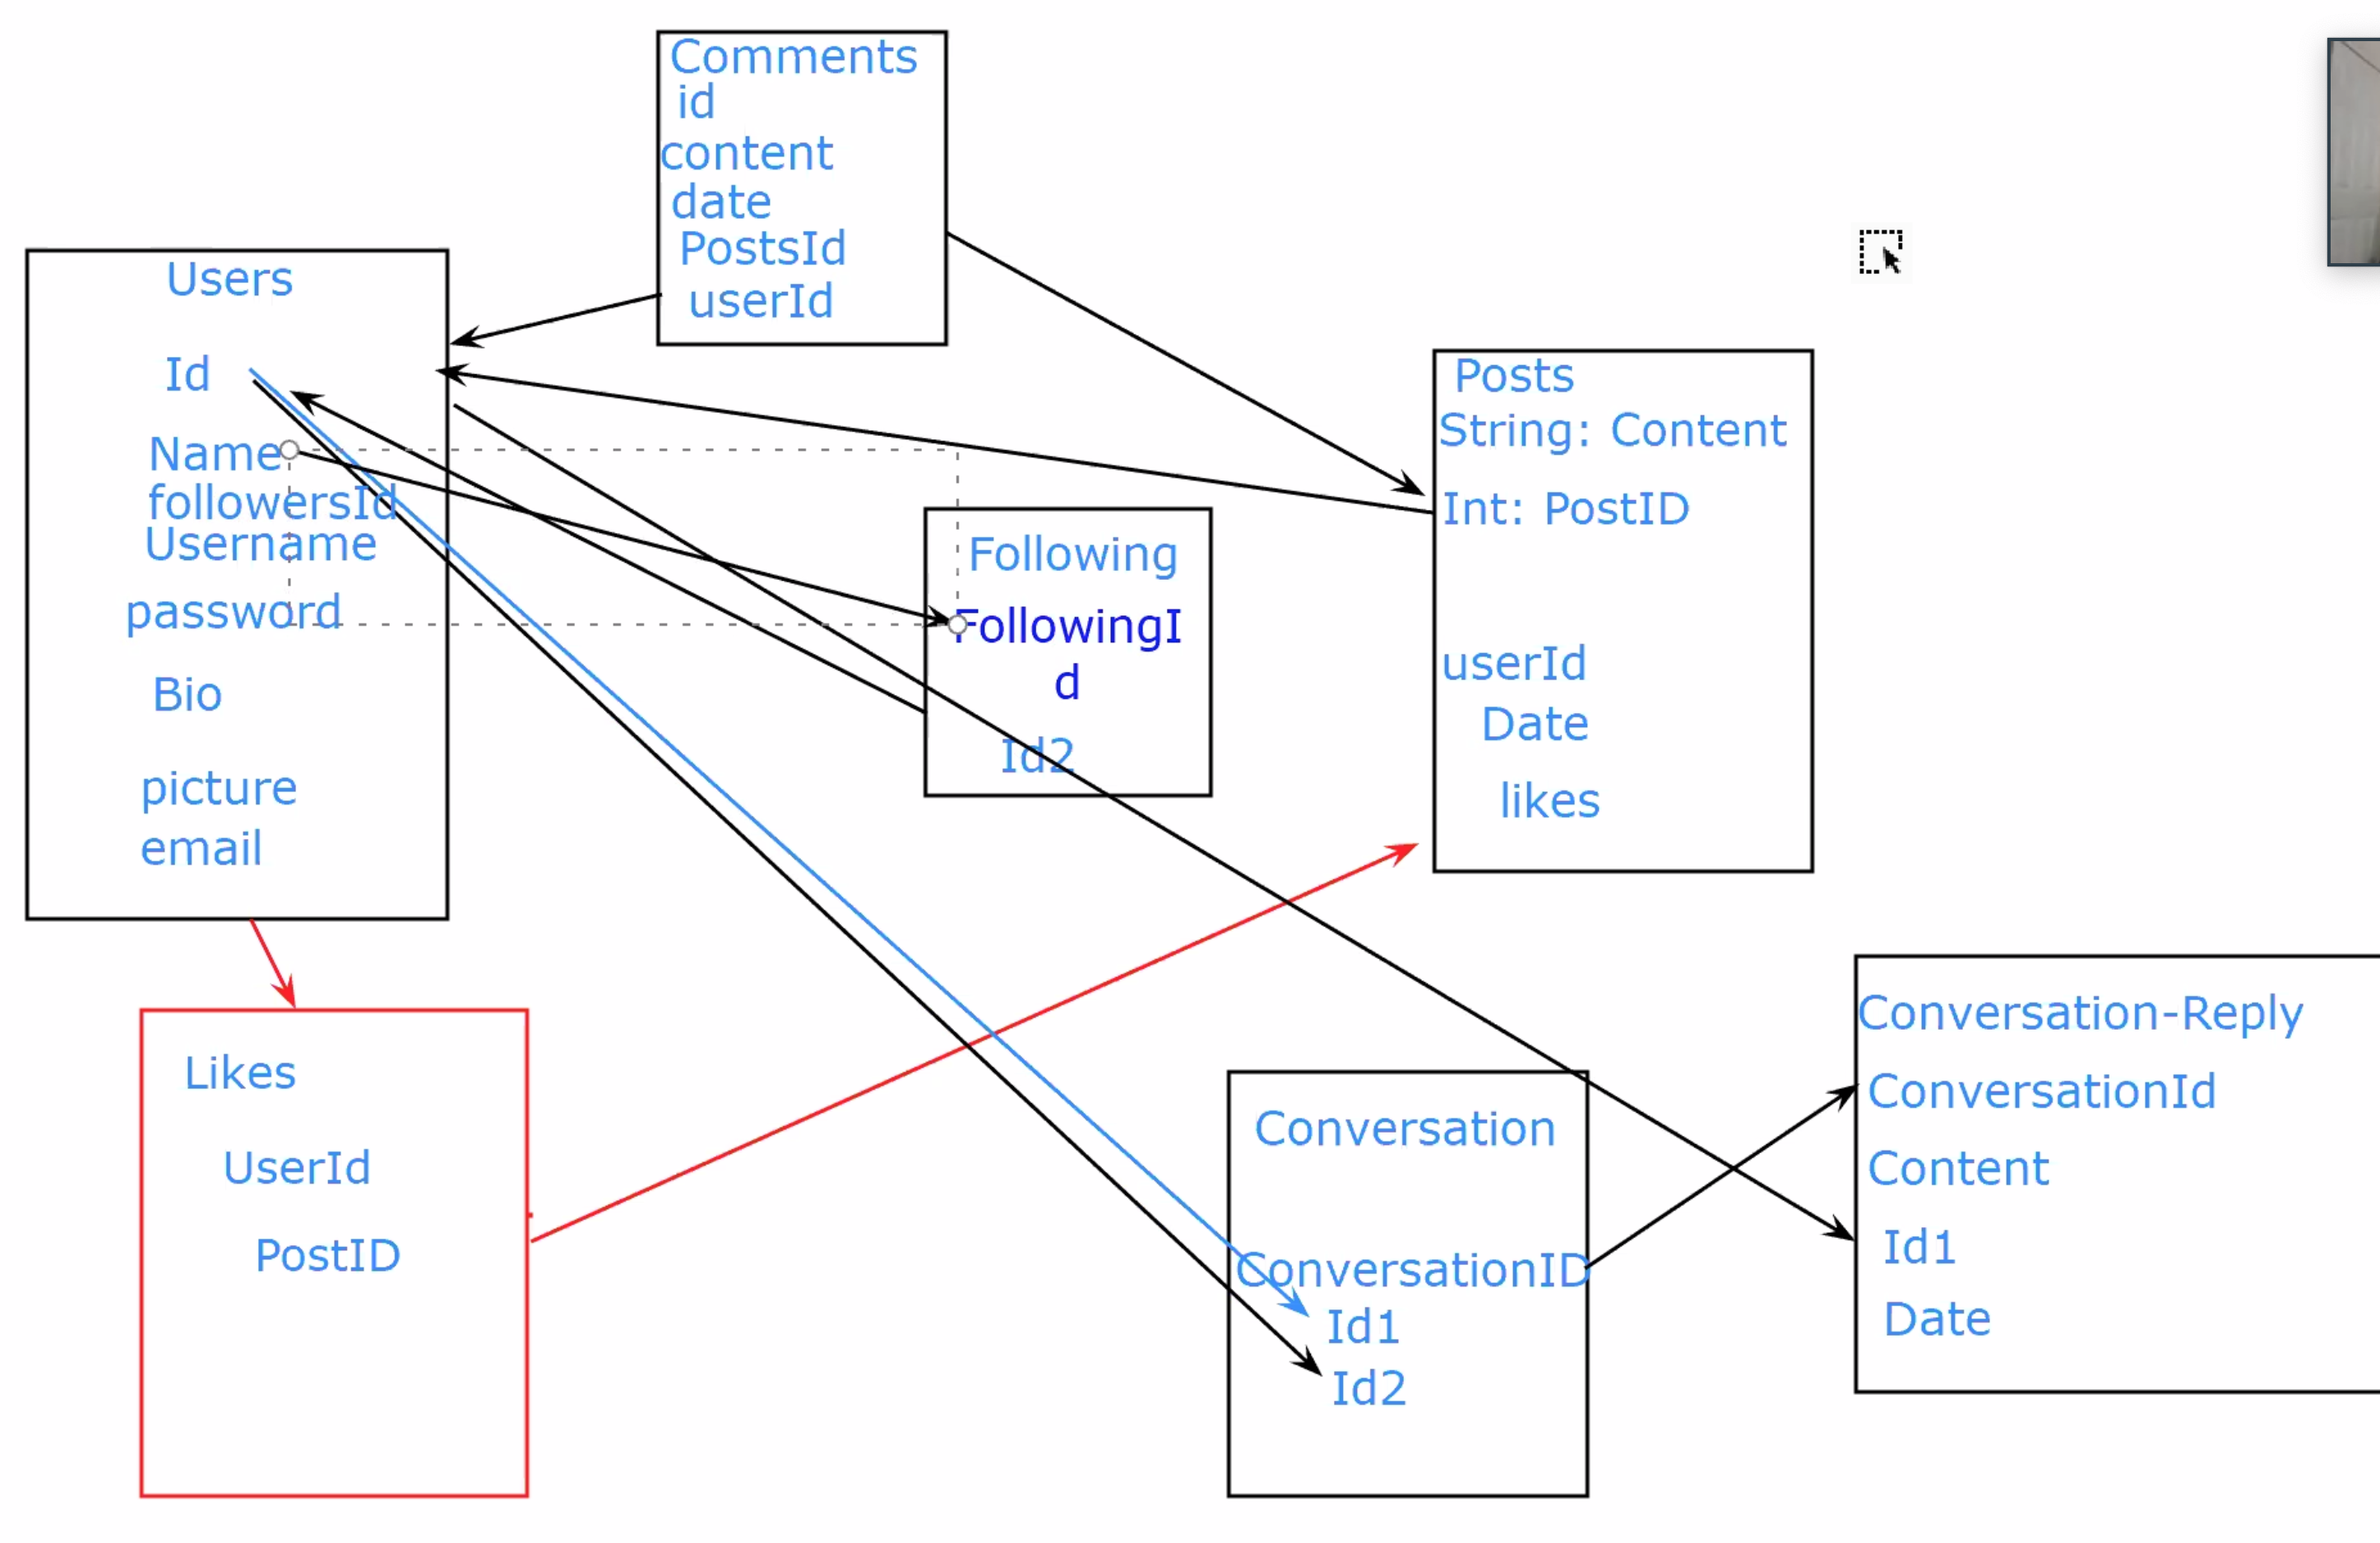 Comments
id
content
date
PostsId
userId
Users
Id
Name
followersId
Username
password
Bio
picture
email
Following
FollowingI
d
Id2
Posts
String: Content
Int: PostID
userId
Date
likes
Likes
UserId
PostID
Conversation
ConversationID
Id1
Id2
Conversation-Reply
ConversationId
Content
Id1
Date